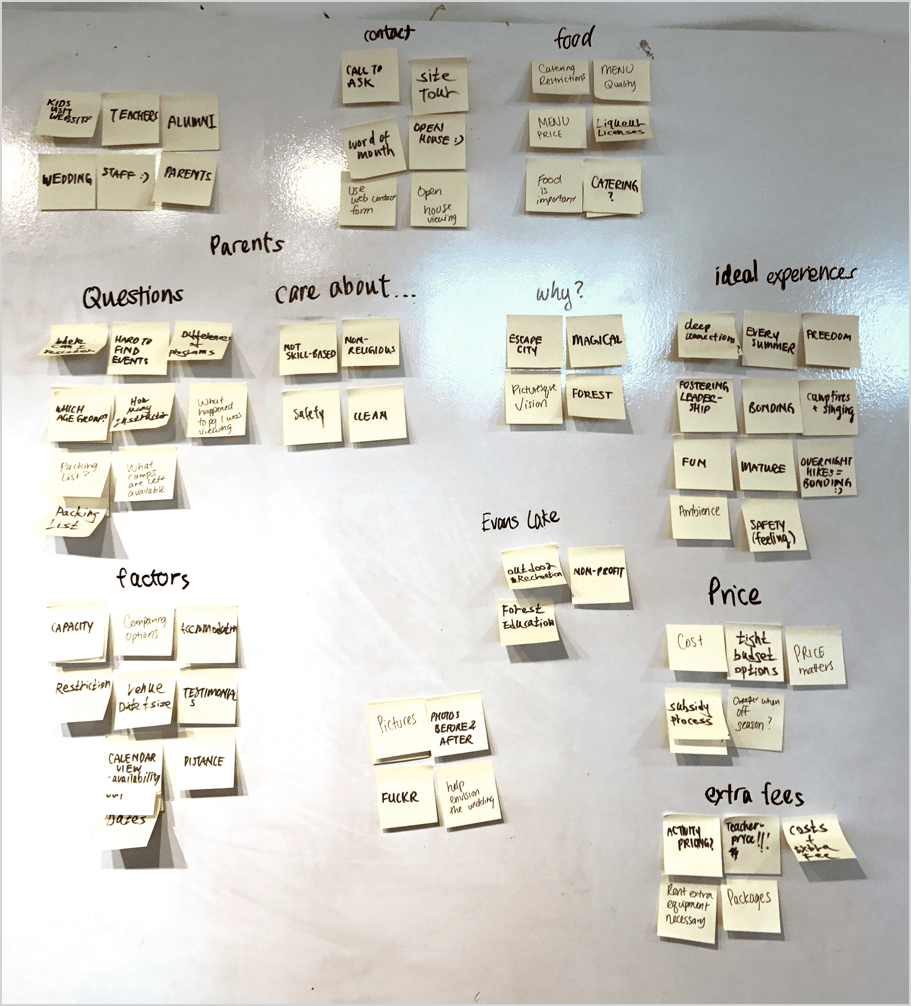 contact
food
CALL TO
ASK
site
Tour
Catering
Restrictions
MENU
Quality
KIDS
VISIT
WEBSITE
TEACHERS
ALUMNI
word of
mouth
OPEN
HOUSE :)
MENU
PRICE
Liquour
Licenses
WEDDING
STAFF :)
PARENTS
Use
web contact
form
Open
house
viewing
Food
is
important
CATERING
?
Parents
Questions
care about...
why?
ideal experiences
where
can I
HARD TO
FIND
EVENTS
Differences
of
programs
NOT
SKILL-BASED
NON-
RELIGIOUS
ESCAPE
CITY
MAGICAL
deep
connections
EVERY
SUMMER
FREEDOM
WHICH
AGE GROUP?
How
Many
What
happened
to pg I was
viewing
Safety
CLEAN
Picturesque
Vision
FOREST
FOSTERING
LEADER-
SHIP
BONDING
campfires
+ singing
Packing
List?
What
camps
are left
available
FUN
MATURE
OVERNIGHT
HIKES =
BONDING
:)
Packing
List
Ambience
SAFETY
(feeling)
Evans Lake
outdoor
Recreation
NON-PROFIT
Forest
Education
factors
Price
CAPACITY
Comparing
Options
Accommodation
Cost
tight
budget
options
PRICE
matters
Restriction
venue
Date + size
TESTIMONIAL
S
subsidy
process
Cheaper when
off
season?
CALENDAR
VIEW
-availability
DISTANCE
Dates
Pictures
PHOTOS
BEFORE &
AFTER
FUCKR
help
envision
the wedding
extra fees
ACTIVITY
PRICING?
Teacher-
price!!!
$
COSTS
+
Extra
Fee
Rent extra
equipment
necessary
Packages